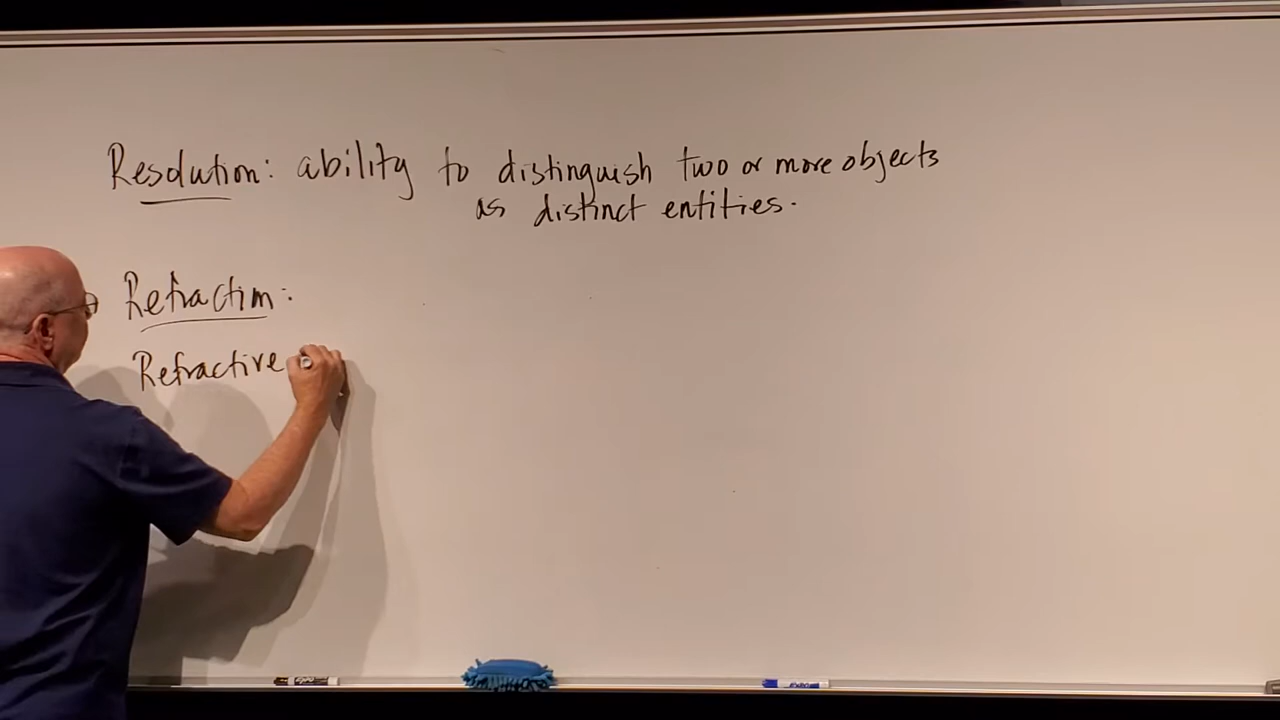 Resolution: ability to distinguish two or more objects
as distinct entities.
Refraction:
Refractive